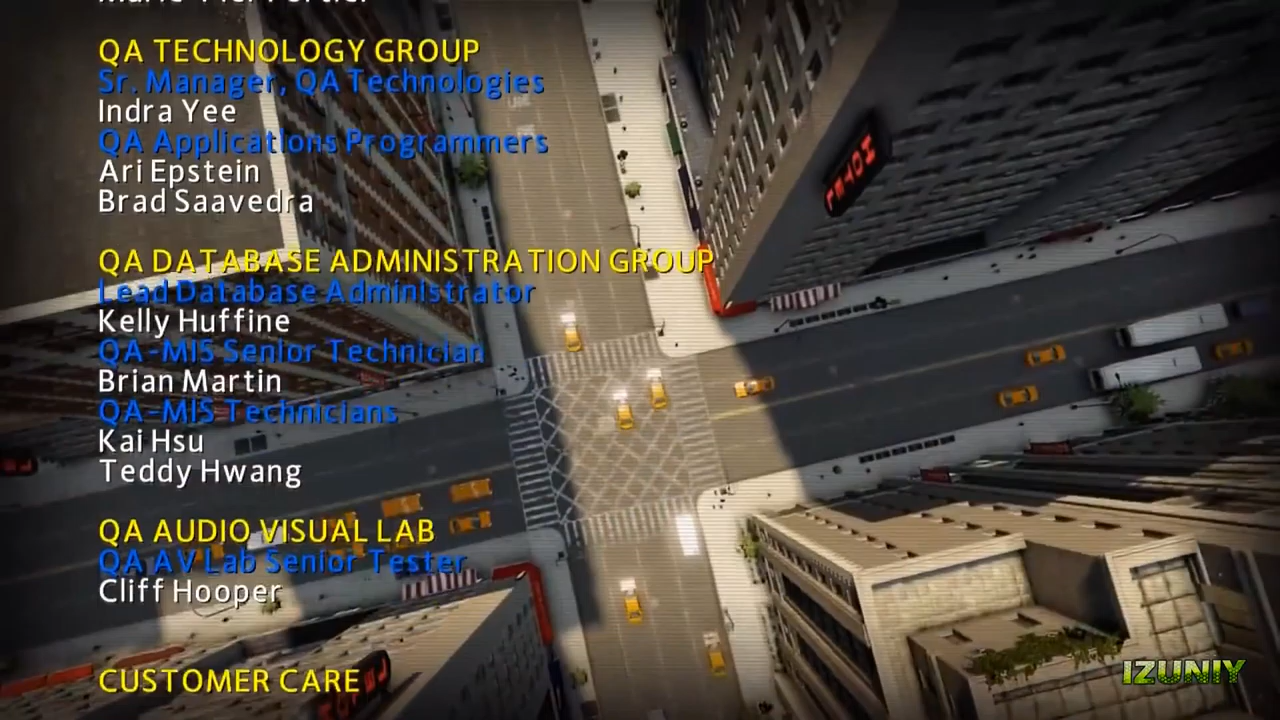 QA TECHNOLOGY GROUP
Sr. Manager, QA Technologies
Indra Yee
QA Applications Programmers
Ari Epstein
Brad Saavedra
QA DATABASE ADMINISTRATION GROUP
Lead Database Administrator
Kelly Huffine
QA-MIS Senior Technician
Brian Martin
QA-MIS Technicians
Kai Hsu
Teddy Hwang
QA AUDIO VISUAL LAB
QA AV Lab Senior Tester
Cliff Hooper
CUSTOMER CARE
HOTEL
IZUNIY